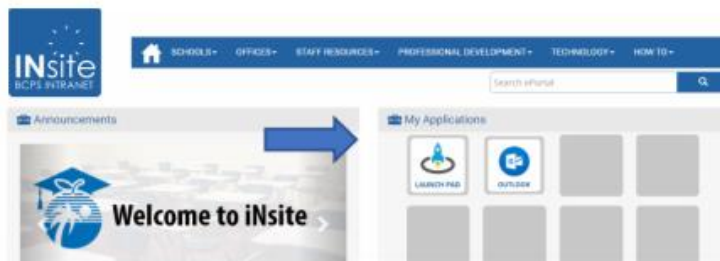 INsite
BCPS INTRANET
SCHOOLS OFFICES STAFF RESOURCES PROFESSIONAL DEVELOPMENT TECHNOLOGY HOW TO
Search ePortal
Announcements
My Applications
LAUNCH PAD
OUTLOOK
Welcome to iNsite